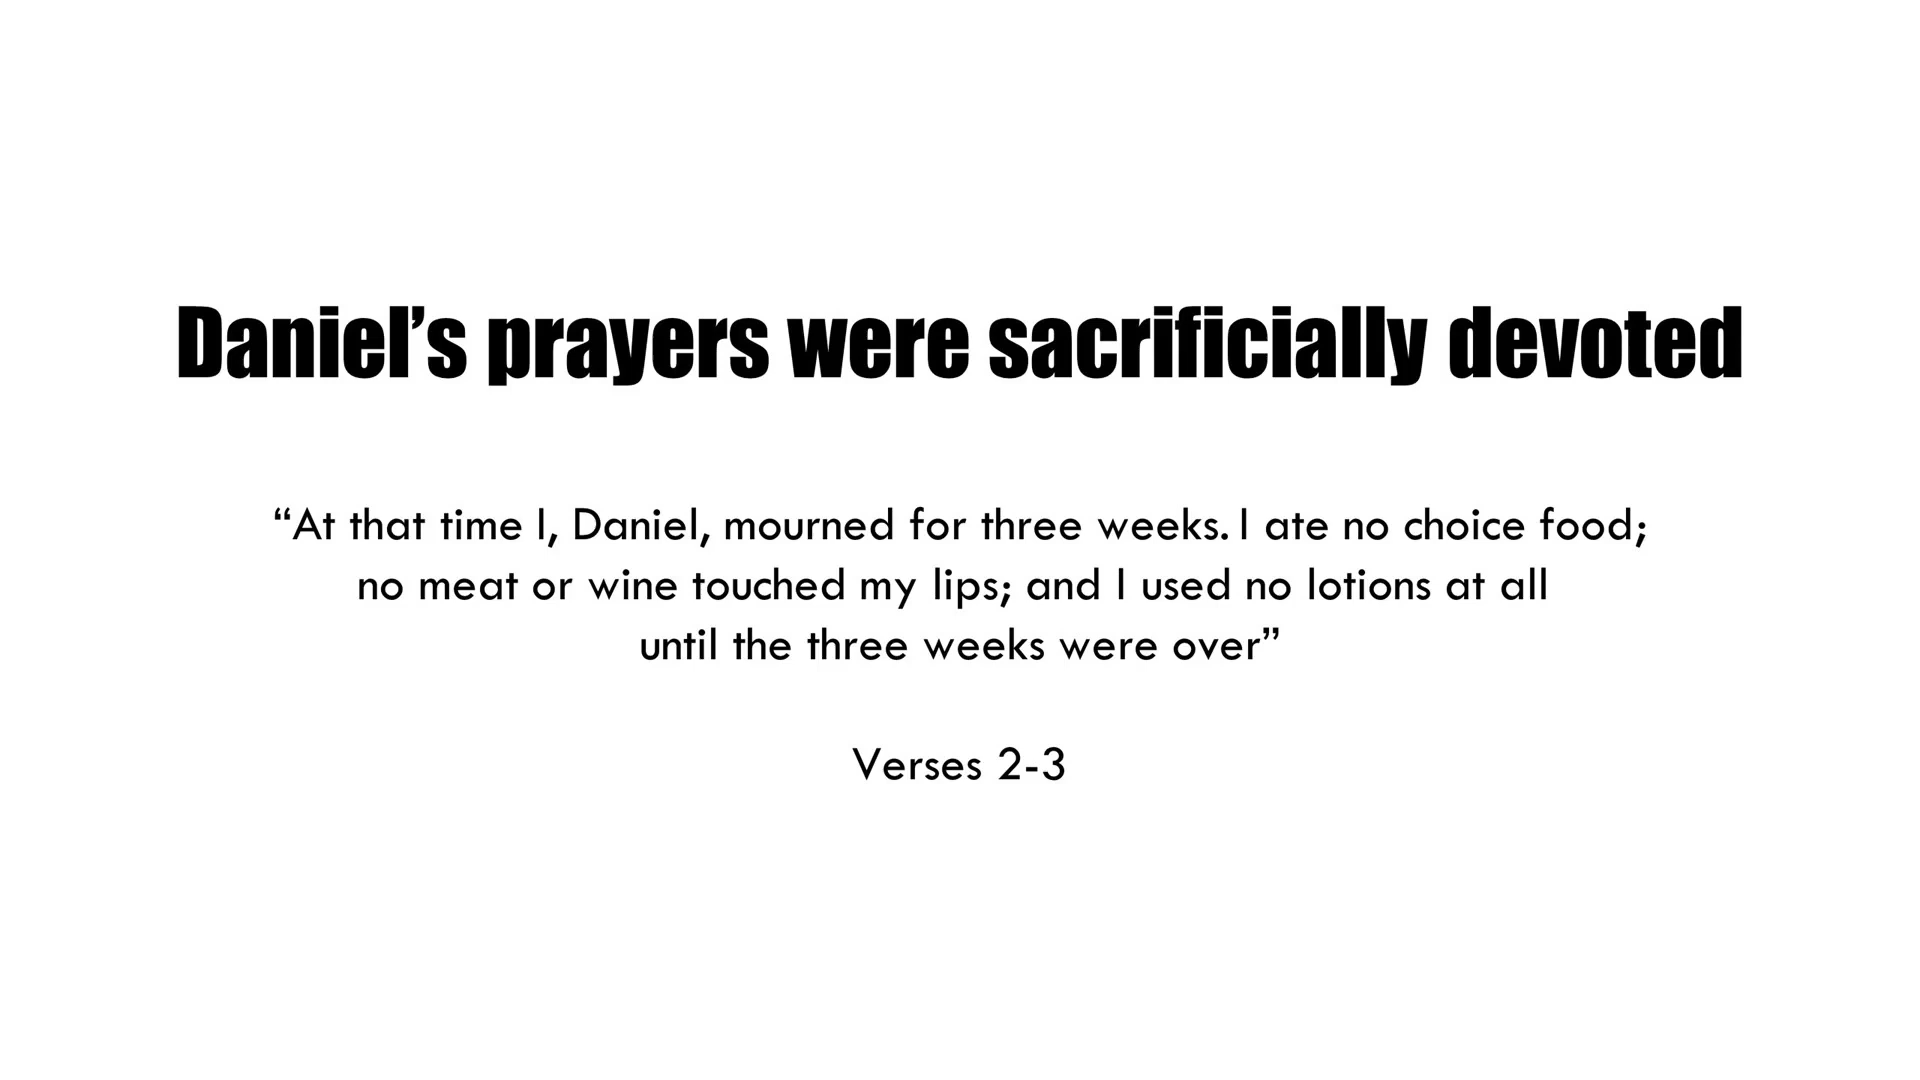 Daniel’s prayers were sacrificially devoted
“At that time I, Daniel, mourned for three weeks. I ate no choice food;
no meat or wine touched my lips; and I used no lotions at all
until the three weeks were over”
Verses 2-3